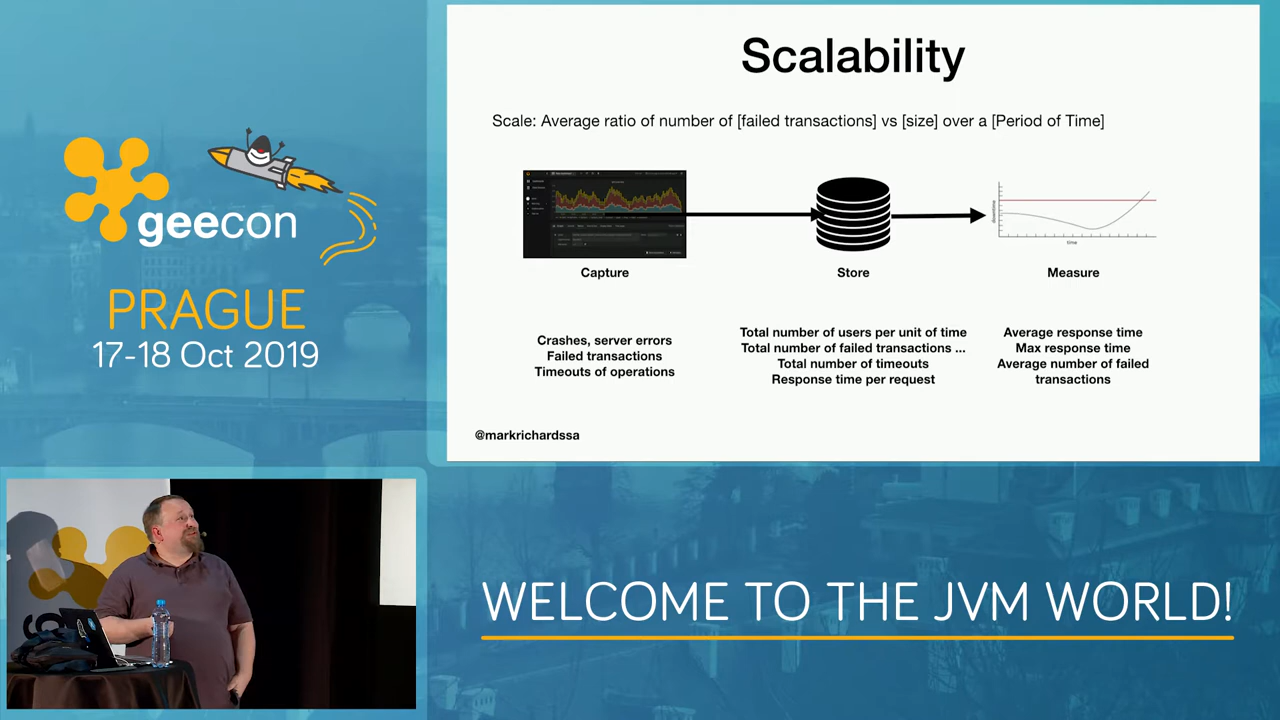 geecon
PRAGUE
17-18 Oct 2019
Scalability
Scale: Average ratio of number of [failed transactions] vs [size] over a [Period of Time]
downtime
time
Capture
Store
Measure
Crashes, server errors
Failed transactions
Timeouts of operations
Total number of users per unit of time
Total number of failed transactions ...
Total number of timeouts
Response time per request
Average response time
Max response time
Average number of failed
transactions
@markrichardssa
WELCOME TO THE JVM WORLD!